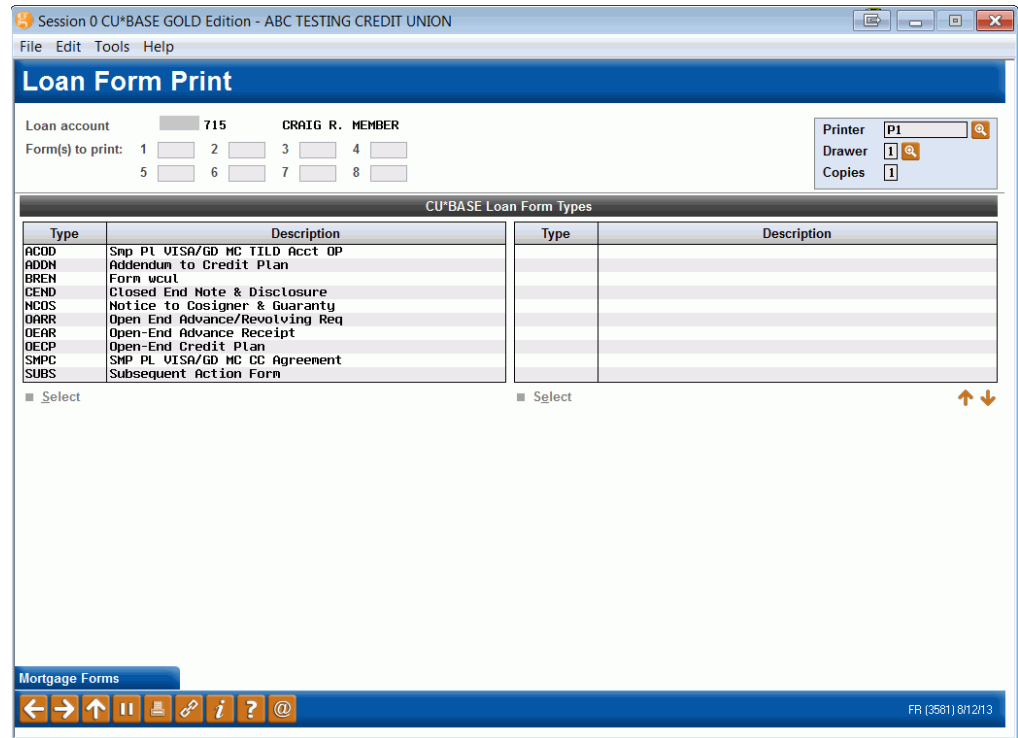 Session 0 CU*BASE GOLD Edition - ABC TESTING CREDIT UNION
File Edit Tools Help
Loan Form Print
Loan account 715 CRAIG R. MEMBER
Form(s) to print: 1 2 3 4
5 6 7 8
Printer P1
Drawer 1
Copies 1
CU*BASE Loan Form Types
Type Description Type Description
ACOD Smp Pl VISA/GD MC TILD Acct OP
ADDN Addendum to Credit Plan
BREN Form wcul
CEND Closed End Note & Disclosure
NCOS Notice to Cosigner & Guaranty
OARR Open End Advance/Revolving Req
OEAR Open-End Advance Receipt
OECP Open-End Credit Plan
SMPC SMP PL VISA/GD MC CC Agreement
SUBS Subsequent Action Form
Select Select
Mortgage Forms
i ? @
FR (3581) 8/12/13